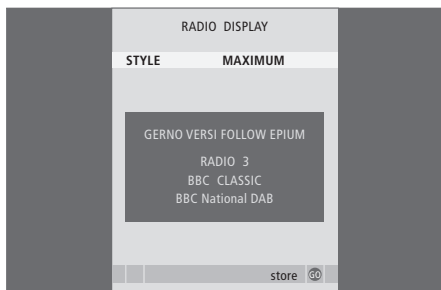 RADIO DISPLAY
STYLE MAXIMUM
GERNO VERSI FOLLOW EPIUM
RADIO 3
BBC CLASSIC
BBC National DAB
store GO